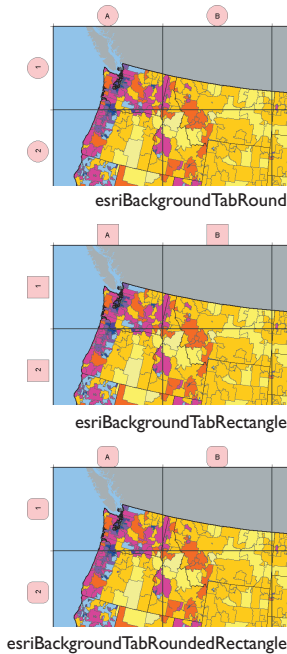 A B
1
2
esriBackgroundTabRound
A B
1
2
esriBackgroundTabRectangle
A B
1
2
esriBackgroundTabRoundedRectangle